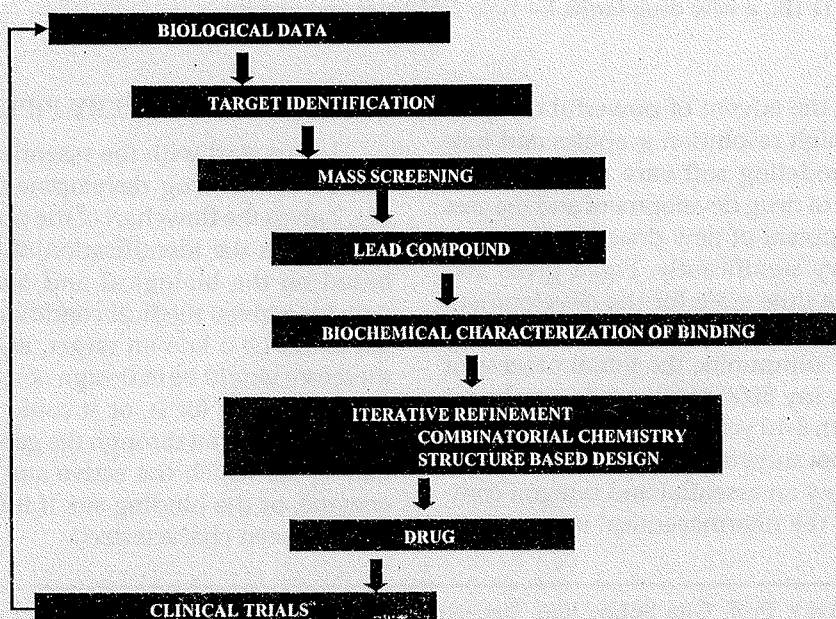 BIOLOGICAL DATA
TARGET IDENTIFICATION
MASS SCREENING
LEAD COMPOUND
BIOCHEMICAL CHARACTERIZATION OF BINDING
ITERATIVE REFINEMENT
COMBINATORIAL CHEMISTRY
STRUCTURE BASED DESIGN
DRUG
CLINICAL TRIALS